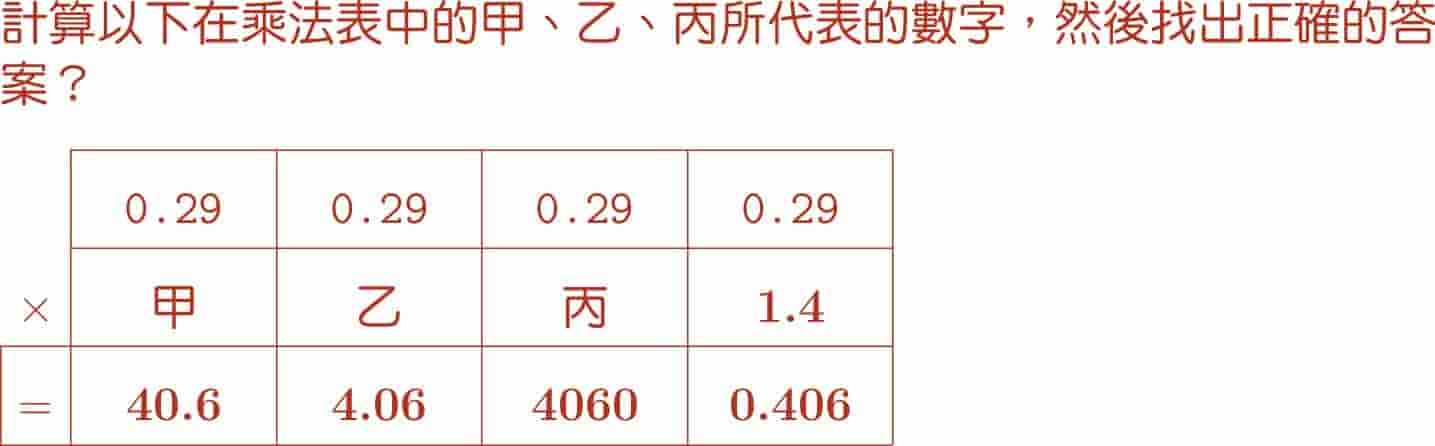 計算以下在乘法表中的甲、乙、丙所代表的數字，然後找出正確的答
案？
0.29 0.29 0.29 0.29
× 甲 乙 丙 1.4
= 40.6 4.06 4060 0.406